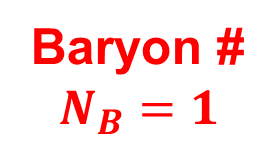 Baryon #
N_B = 1